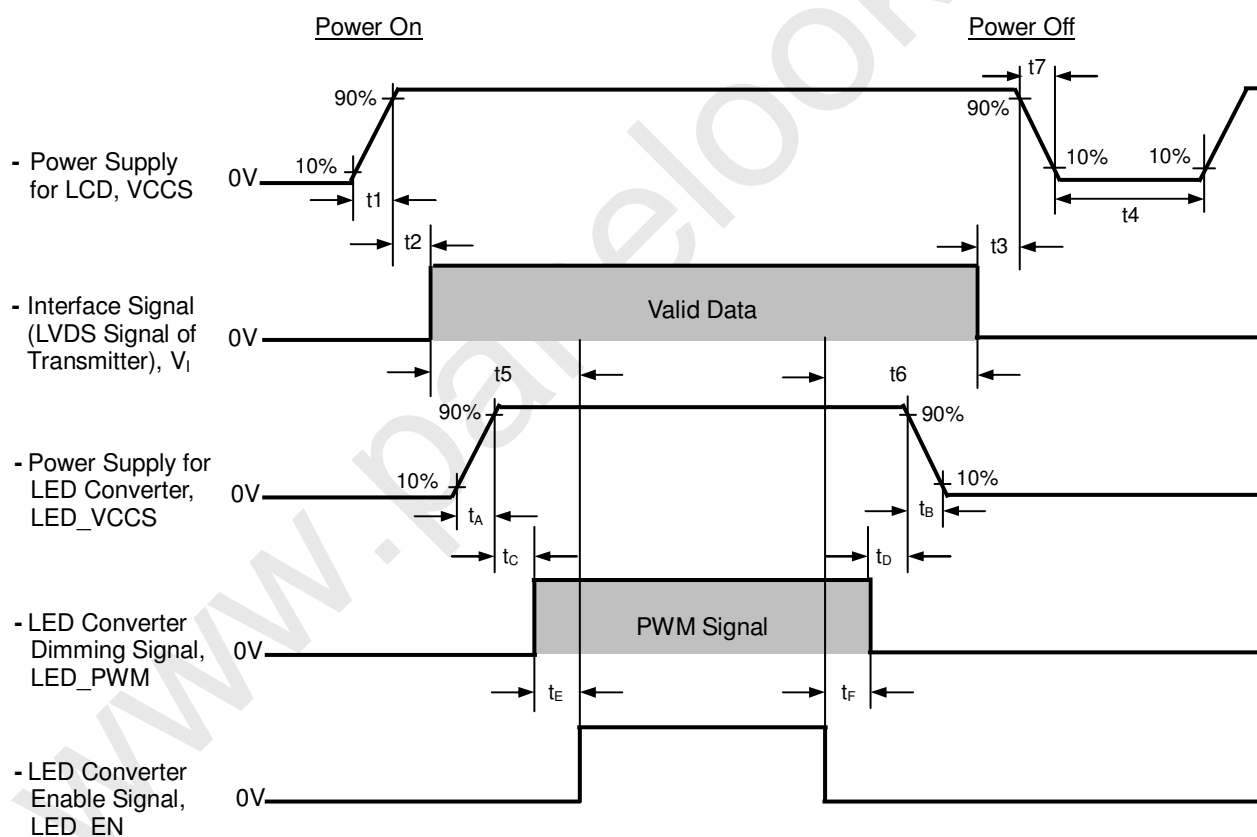 Power On
Power Off
t7
90%
90%
- Power Supply
for LCD, VCCS
0V
10%
10%
10%
t1
t4
t2
t3
- Interface Signal
(LVDS Signal of
Transmitter), VI
0V
Valid Data
t5
t6
90%
90%
- Power Supply for
LED Converter,
LED_VCCS
0V
10%
10%
tA
tB
tC
tD
- LED Converter
Dimming Signal,
LED_PWM
0V
PWM Signal
tE
tF
- LED Converter
Enable Signal,
LED_EN
0V